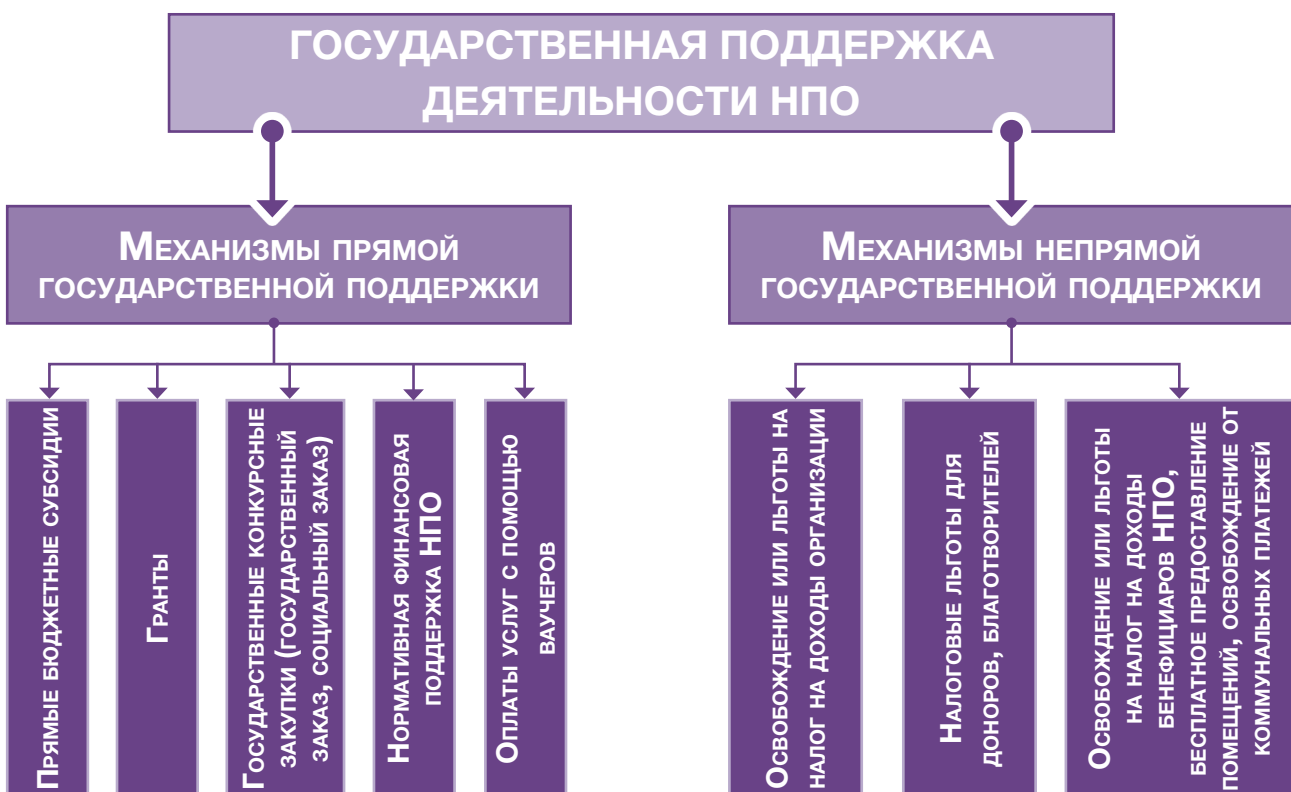 ГОСУДАРСТВЕННАЯ ПОДДЕРЖКА
ДЕЯТЕЛЬНОСТИ НПО
Механизмы прямой
государственной поддержки
Механизмы непрямой
государственной поддержки
Прямые бюджетные субсидии
Гранты
Государственные конкурсные
закупки (государственный
заказ, социальный заказ)
Нормативная финансовая
поддержка НПО
Оплаты услуг с помощью
ваучеров
Освобождение или льготы на
налог на доходы организации
Налоговые льготы для
доноров, благотворителей
Освобождение или льготы
на налог на доходы
бенефициаров НПО,
бесплатное предоставление
помещений, освобождение от
коммунальных платежей